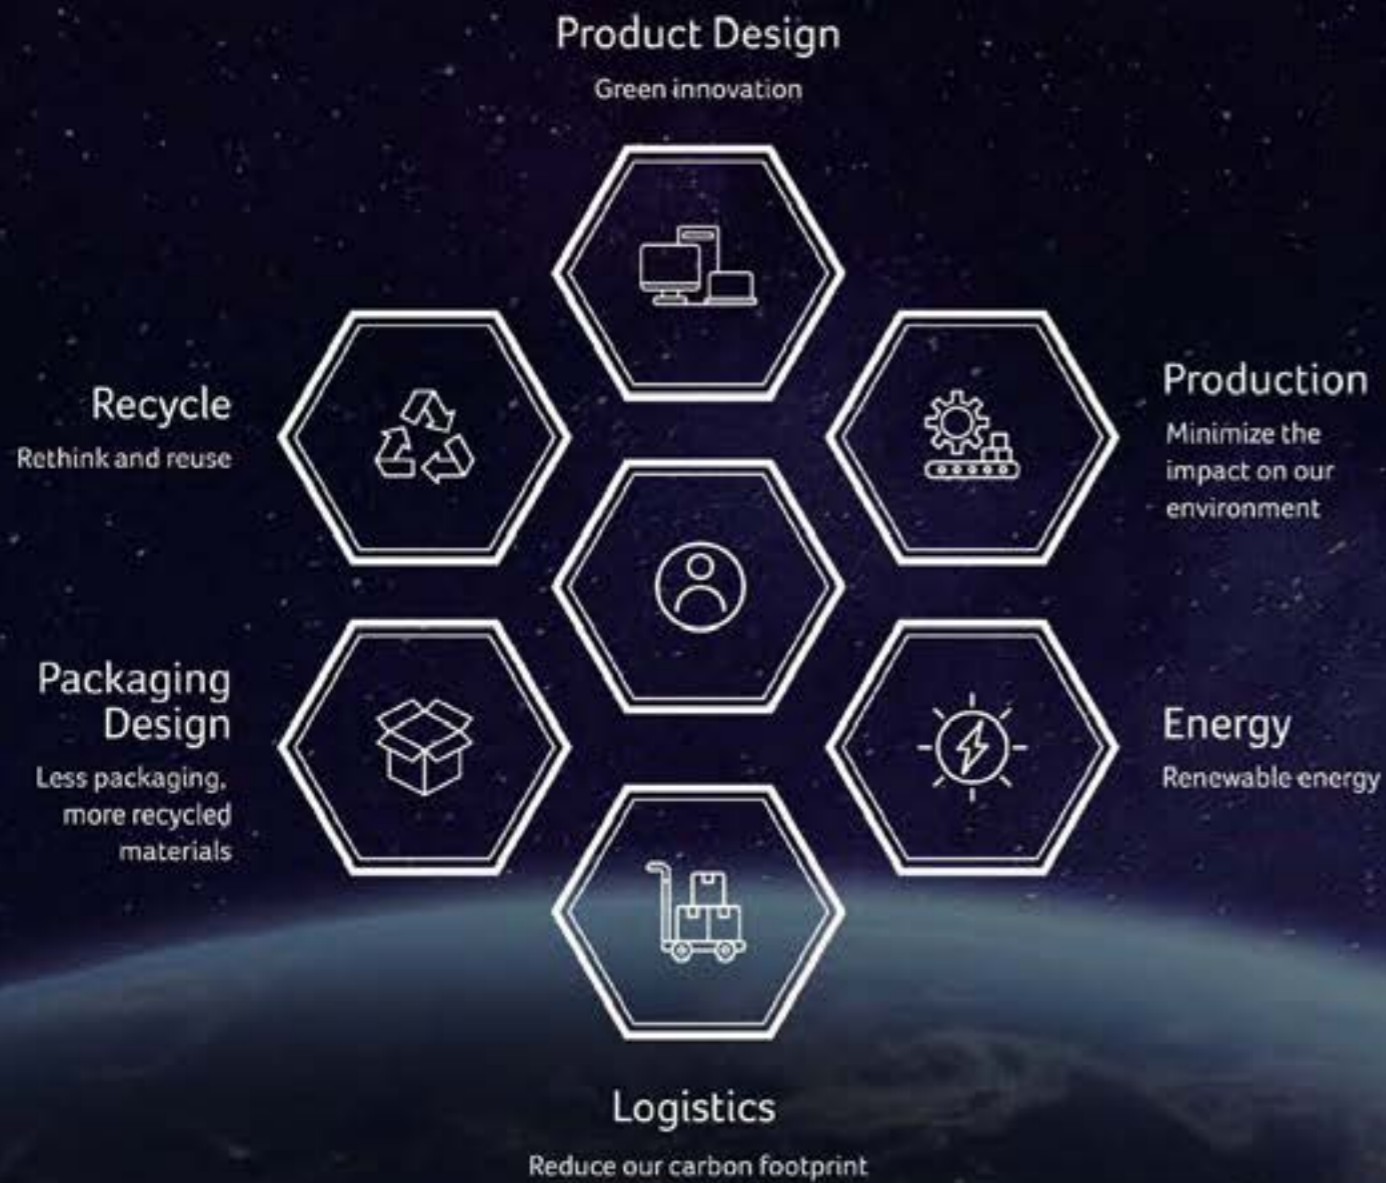 Product Design
Green innovation
Recycle
Rethink and reuse
Production
Minimize the
impact on our
environment
Packaging
Design
Less packaging,
more recycled
materials
Energy
Renewable energy
Logistics
Reduce our carbon footprint